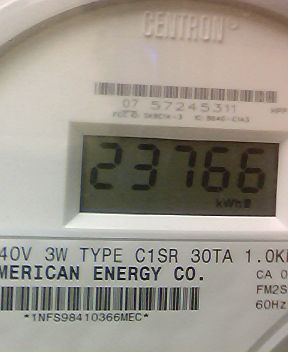 CENTRON
07 57245311
23766
kWh
40V 3W TYPE C1SR 30TA 1.0K
MERICAN ENERGY CO.
CA 0
FM2S
60Hz
*1NFS98410366MEC*